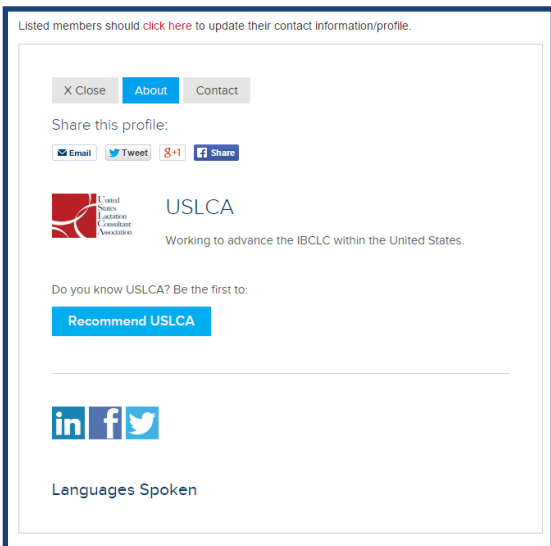 Listed members should click here to update their contact information/profile.
X Close About Contact
Share this profile:
Email Tweet g+1 f Share
United
States
Lactation
Consultant
Association
USLCA
Working to advance the IBCLC within the United States.
Do you know USLCA? Be the first to:
Recommend USLCA
in f
Languages Spoken